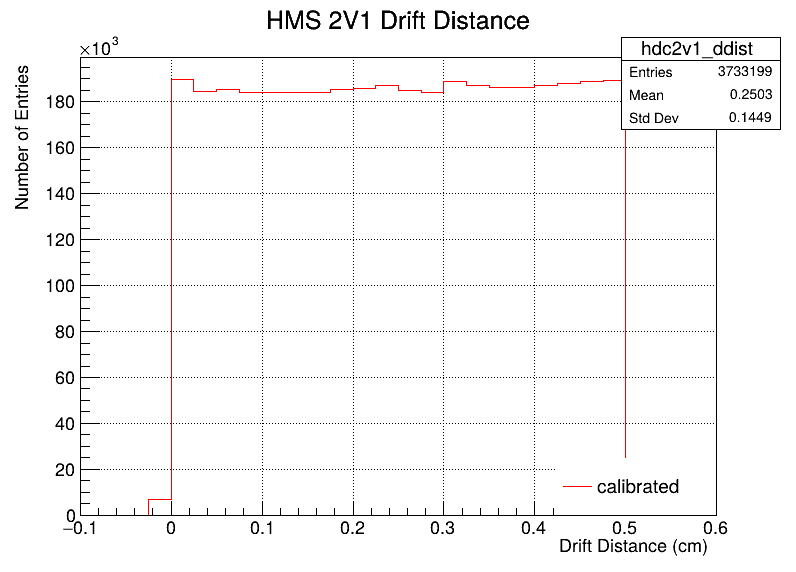 HMS 2V1 Drift Distance
×10³
hdc2v1_ddist
Entries 3733199
Mean 0.2503
Std Dev 0.1449
Number of Entries
180
160
140
120
100
80
60
40
20
0
calibrated
−0.1 0 0.1 0.2 0.3 0.4 0.5 0.6
Drift Distance (cm)